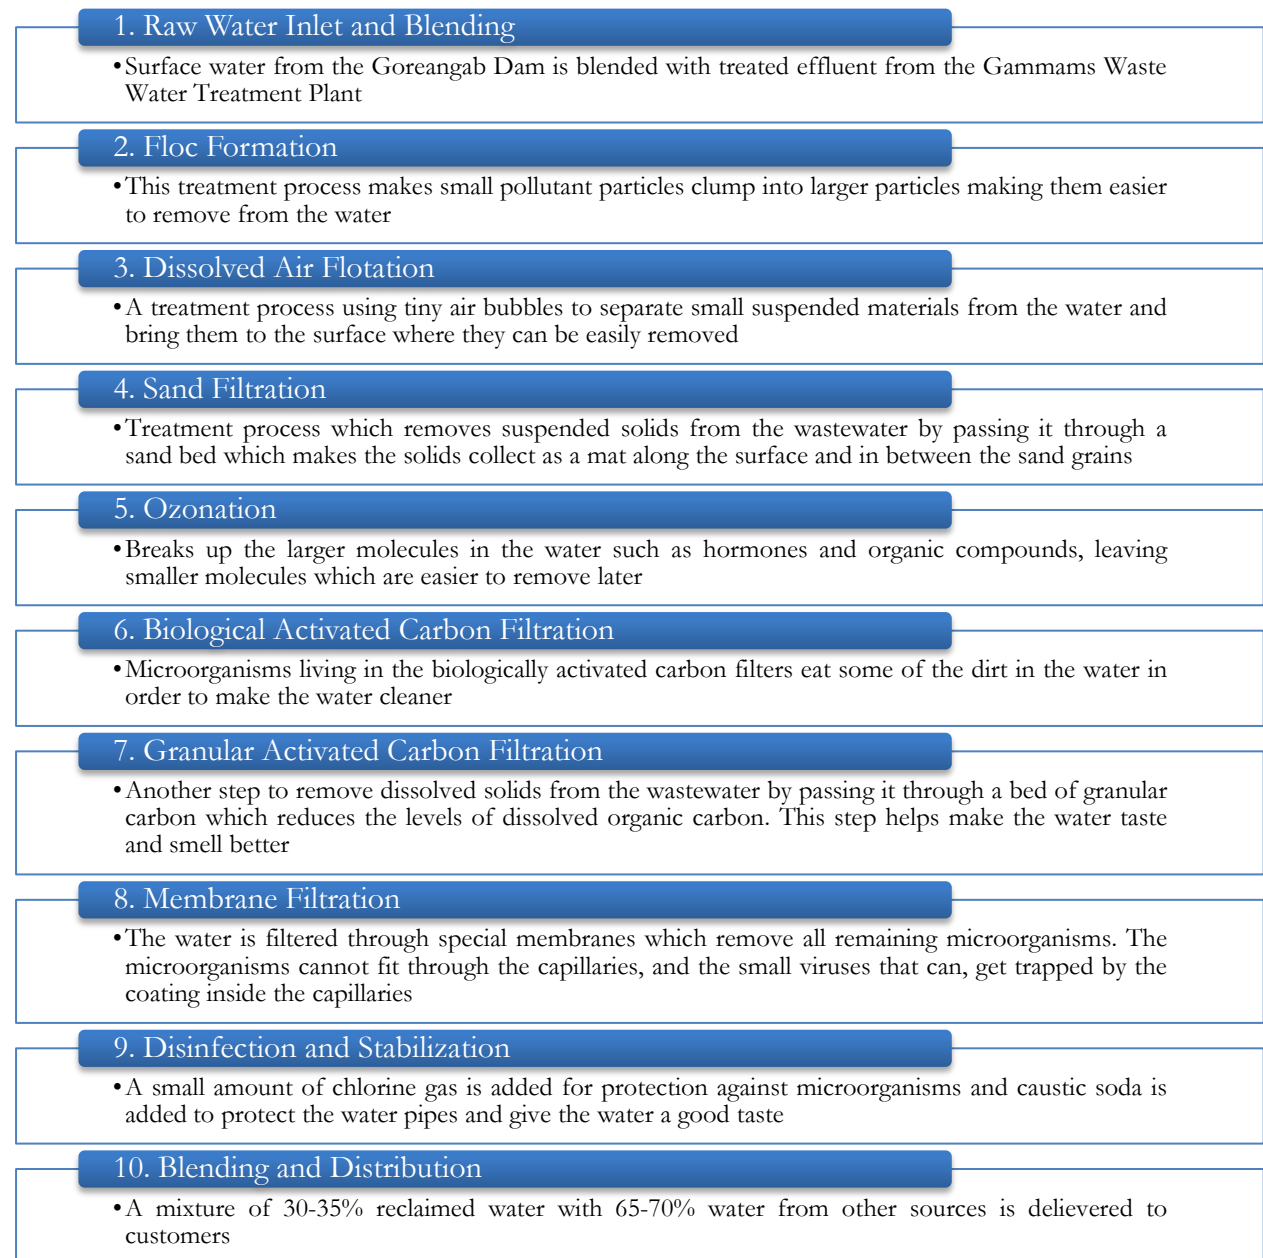 1. Raw Water Inlet and Blending
•Surface water from the Goreangab Dam is blended with treated effluent from the Gammams Waste
Water Treatment Plant
2. Floc Formation
•This treatment process makes small pollutant particles clump into larger particles making them easier
to remove from the water
3. Dissolved Air Flotation
•A treatment process using tiny air bubbles to separate small suspended materials from the water and
bring them to the surface where they can be easily removed
4. Sand Filtration
•Treatment process which removes suspended solids from the wastewater by passing it through a
sand bed which makes the solids collect as a mat along the surface and in between the sand grains
5. Ozonation
•Breaks up the larger molecules in the water such as hormones and organic compounds, leaving
smaller molecules which are easier to remove later
6. Biological Activated Carbon Filtration
•Microorganisms living in the biologically activated carbon filters eat some of the dirt in the water in
order to make the water cleaner
7. Granular Activated Carbon Filtration
•Another step to remove dissolved solids from the wastewater by passing it through a bed of granular
carbon which reduces the levels of dissolved organic carbon. This step helps make the water taste
and smell better
8. Membrane Filtration
•The water is filtered through special membranes which remove all remaining microorganisms. The
microorganisms cannot fit through the capillaries, and the small viruses that can, get trapped by the
coating inside the capillaries
9. Disinfection and Stabilization
•A small amount of chlorine gas is added for protection against microorganisms and caustic soda is
added to protect the water pipes and give the water a good taste
10. Blending and Distribution
•A mixture of 30-35% reclaimed water with 65-70% water from other sources is delievered to
customers